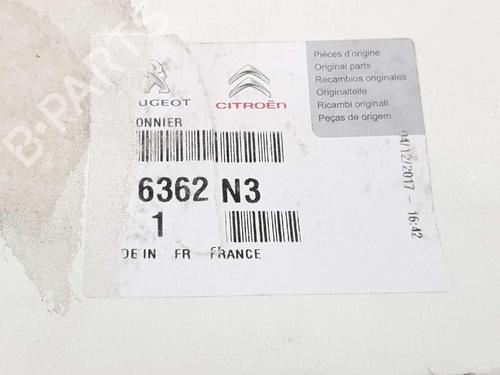 B-PARTS
UGEOT
CITROËN
Pièces d'origine
Original parts
Recambios originales
Originalteile
Ricambi originali
Peças de origem
ONNIER
6362 N3
1
DE IN FR FRANCE
04/12/2017 - 16:42